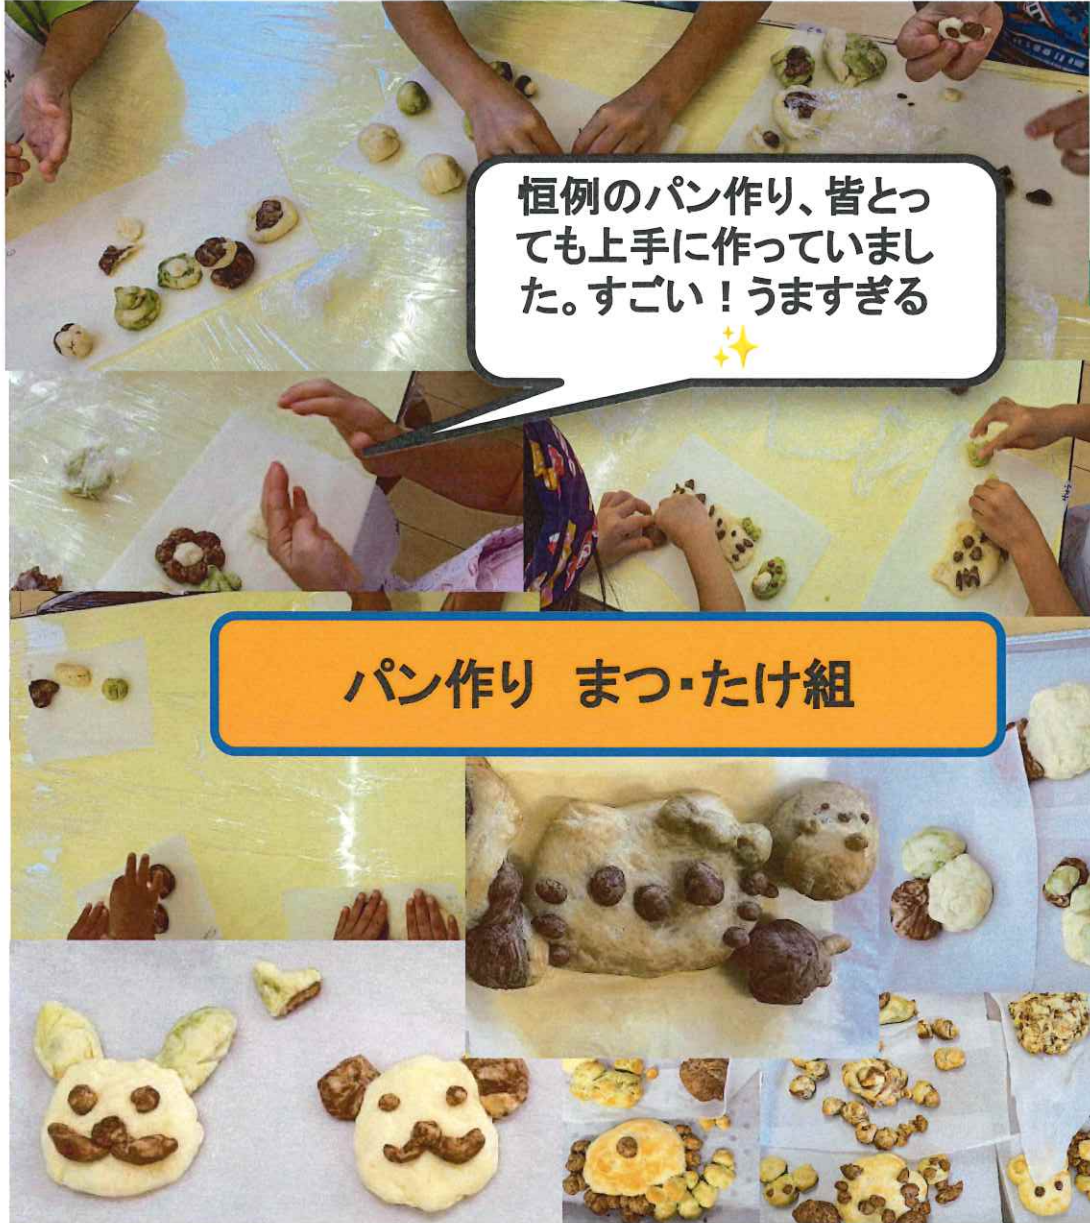 恒例のパン作り、皆とっ
ても上手に作っていまし
た。すごい！うますぎる
✨
パン作り　まつ・たけ組